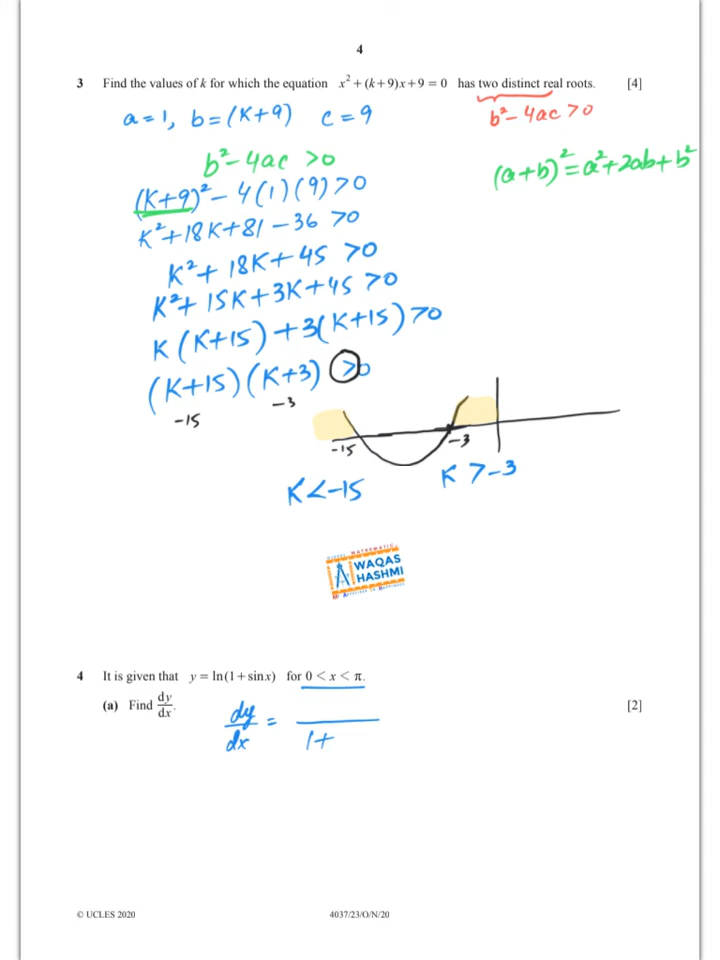 4
3 Find the values of k for which the equation x² + (k+9)x + 9 = 0 has two distinct real roots. [4]
a = 1, b = (K+9) c = 9
b² - 4ac > 0
b² - 4ac > 0
(a+b)² = a² + 2ab + b²
(K+9)² - 4(1)(9) > 0
K² + 18K + 81 - 36 > 0
K² + 18K + 45 > 0
K² + 15K + 3K + 45 > 0
K(K+15) + 3(K+15) > 0
(K+15)(K+3) > 0
-15 -3
-15 -3
K < -15 K > -3
WAQAS
HASHMI
4 It is given that y = ln(1 + sin x) for 0 < x < π.
(a) Find dy/dx. [2]
dy/dx =
1+
© UCLES 2020 4037/23/O/N/20